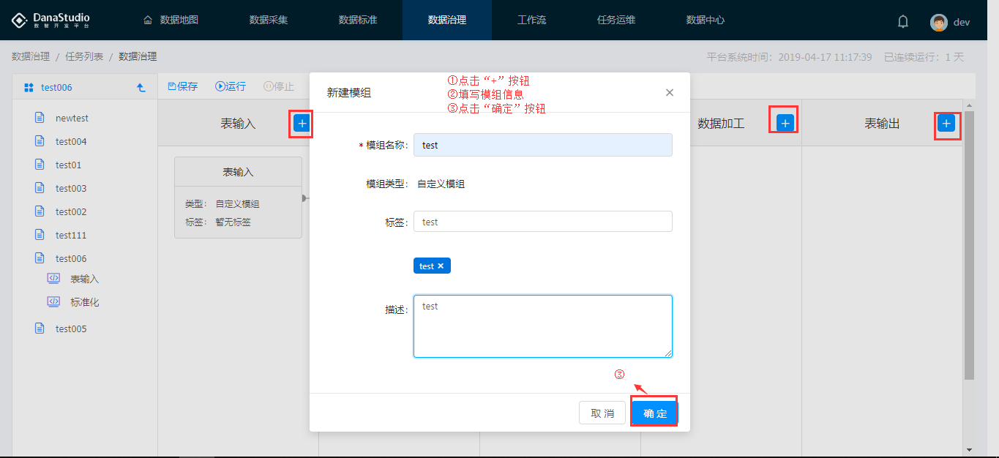 DanaStudio
数智开发平台
数据地图 数据采集 数据标准 数据治理 工作流 任务运维 数据中心 dev
数据治理 / 任务列表 / 数据治理
平台系统时间：2019-04-17 11:17:39 已连续运行：1 天
test006
newtest
test004
test01
test003
test002
test111
test006
表输入
标准化
test005
保存 运行 停止
表输入 +
表输入
类型： 自定义模组
标签： 暂无标签
数据加工 +
表输出 +
新建模组 ×
①点击“+”按钮
②填写模组信息
③点击“确定”按钮
* 模组名称： test
模组类型： 自定义模组
标签： test
test ×
描述： test
③
取 消 确 定